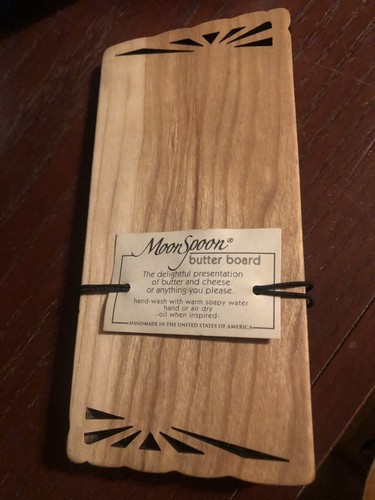 MoonSpoon®
butter board
The delightful presentation
of butter and cheese
or anything you please.
hand-wash with warm soapy water
hand or air dry
-oil when inspired-
HANDMADE IN THE UNITED STATES OF AMERICA